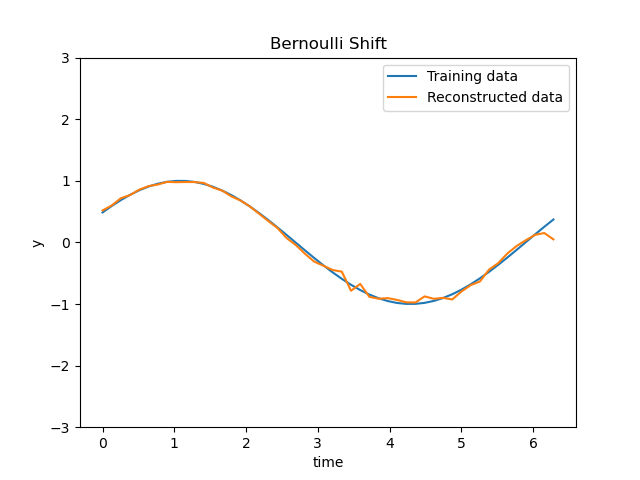 Bernoulli Shift
Training data
Reconstructed data
3
2
1
0
−1
−2
−3
y
0 1 2 3 4 5 6
time